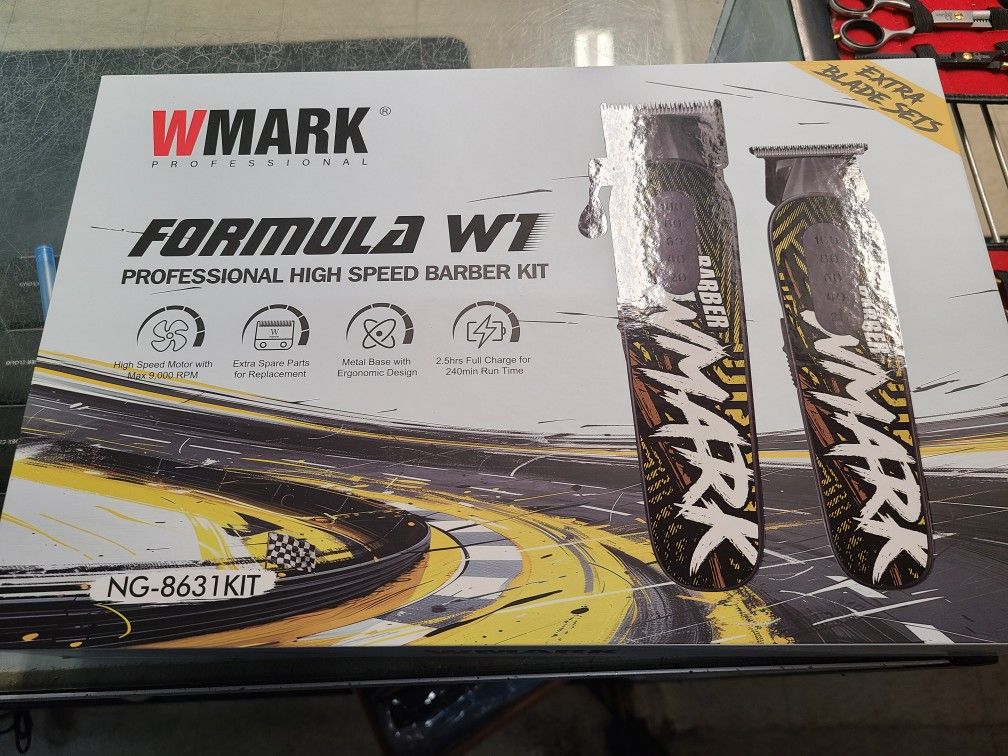 EXTRA
BLADE SETS
WMARK ®
PROFESSIONAL
FORMULA W1
PROFESSIONAL HIGH SPEED BARBER KIT
W
High Speed Motor with
Max 9,000 RPM
Extra Spare Parts
for Replacement
Metal Base with
Ergonomic Design
2.5hrs Full Charge for
240min Run Time
BARBER
WMARK
BARBER
WMARK
NG-8631KIT